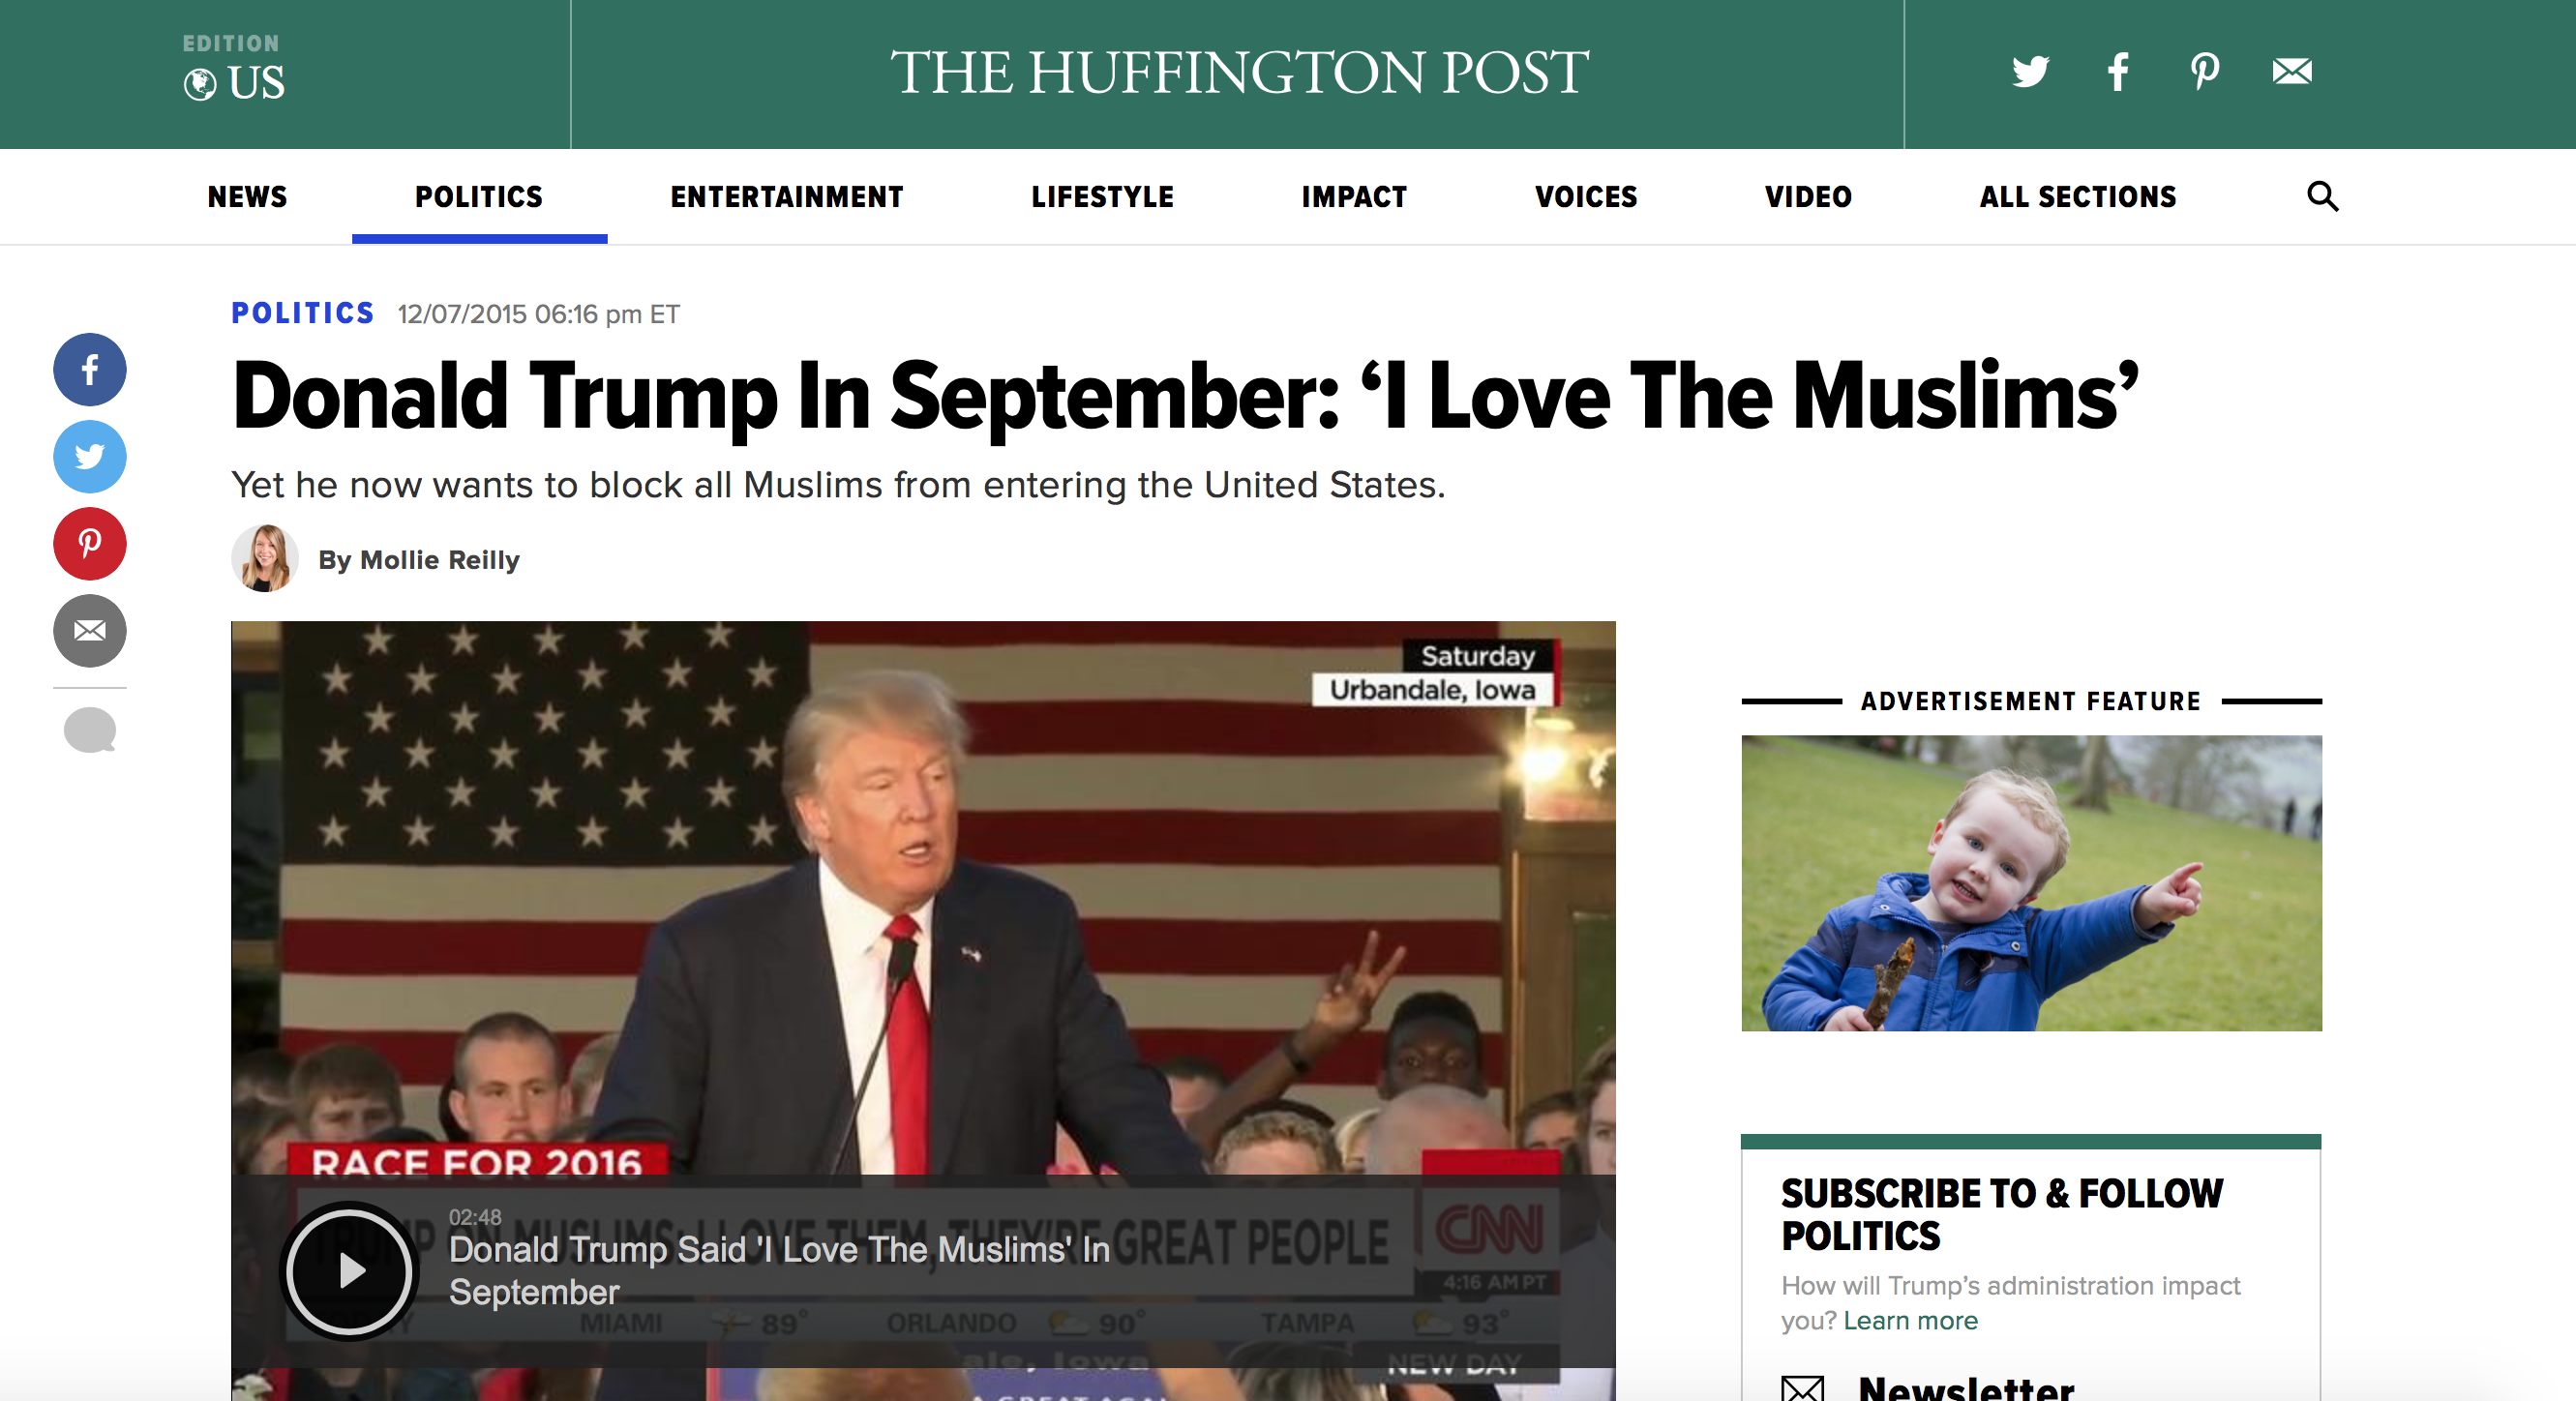 EDITION
US
THE HUFFINGTON POST
NEWS
POLITICS
ENTERTAINMENT
LIFESTYLE
IMPACT
VOICES
VIDEO
ALL SECTIONS
POLITICS 12/07/2015 06:16 pm ET
Donald Trump In September: ‘I Love The Muslims’
Yet he now wants to block all Muslims from entering the United States.
By Mollie Reilly
Saturday
Urbandale, Iowa
RACE FOR 2016
TRUMP ON MUSLIMS: I LOVE THEM, THEY'RE GREAT PEOPLE
CNN
4:16 AM PT
02:48
Donald Trump Said 'I Love The Muslims' In
September
MIAMI 89° ORLANDO 90° TAMPA 93°
NEW DAY
Iowa
ADVERTISEMENT FEATURE
SUBSCRIBE TO & FOLLOW
POLITICS
How will Trump’s administration impact
you? Learn more
Newsletter